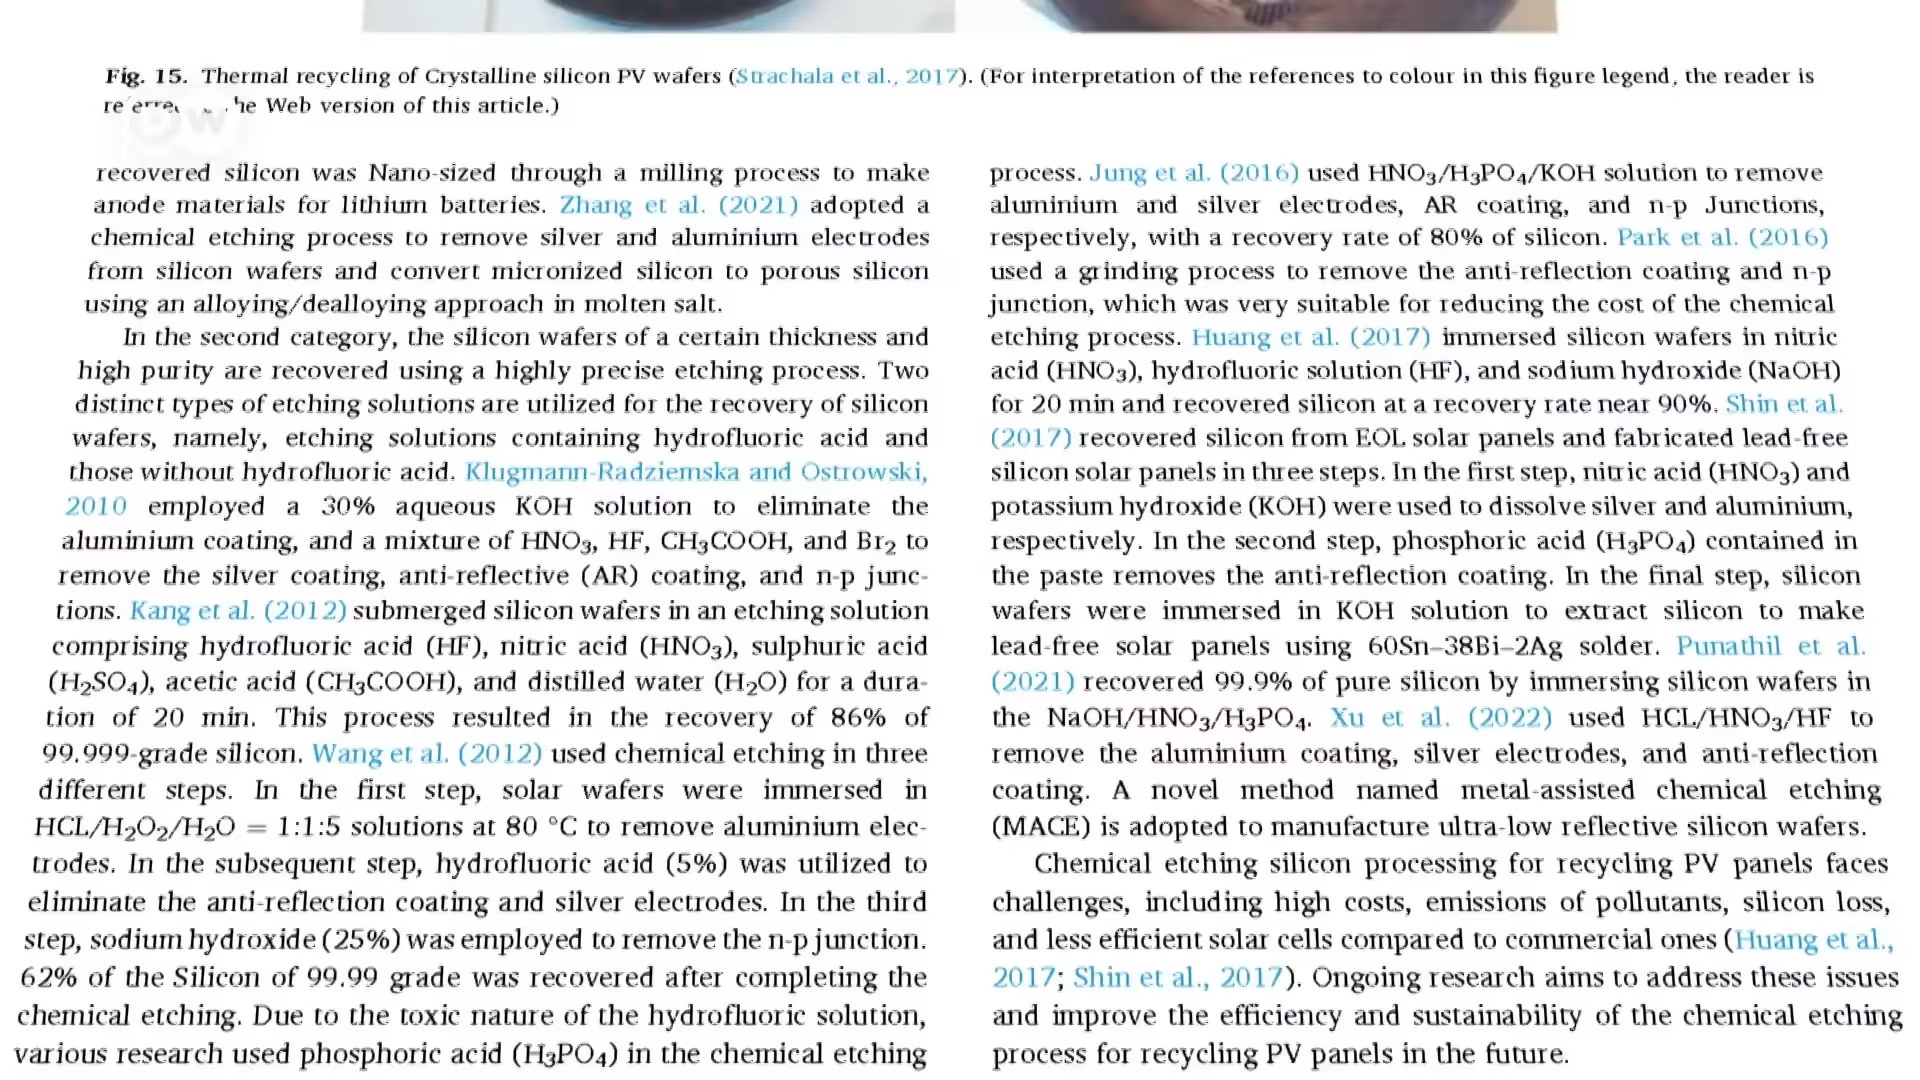 Fig. 15. Thermal recycling of Crystalline silicon PV wafers (Strachala et al., 2017). (For interpretation of the references to colour in this figure legend, the reader is
he Web version of this article.)
recovered silicon was Nano-sized through a milling process to make
anode materials for lithium batteries. Zhang et al. (2021) adopted a
chemical etching process to remove silver and aluminium electrodes
from silicon wafers and convert micronized silicon to porous silicon
using an alloying/dealloying approach in molten salt.
In the second category, the silicon wafers of a certain thickness and
high purity are recovered using a highly precise etching process. Two
distinct types of etching solutions are utilized for the recovery of silicon
wafers, namely, etching solutions containing hydrofluoric acid and
those without hydrofluoric acid. Klugmann-Radziemska and Ostrowski,
2010 employed a 30% aqueous KOH solution to eliminate the
aluminium coating, and a mixture of HNO₃, HF, CH₃COOH, and Br₂ to
remove the silver coating, anti-reflective (AR) coating, and n-p junc-
tions. Kang et al. (2012) submerged silicon wafers in an etching solution
comprising hydrofluoric acid (HF), nitric acid (HNO₃), sulphuric acid
(H₂SO₄), acetic acid (CH₃COOH), and distilled water (H₂O) for a dura-
tion of 20 min. This process resulted in the recovery of 86% of
99.999-grade silicon. Wang et al. (2012) used chemical etching in three
different steps. In the first step, solar wafers were immersed in
HCL/H₂O₂/H₂O = 1:1:5 solutions at 80 °C to remove aluminium elec-
trodes. In the subsequent step, hydrofluoric acid (5%) was utilized to
eliminate the anti-reflection coating and silver electrodes. In the third
step, sodium hydroxide (25%) was employed to remove the n-p junction.
62% of the Silicon of 99.99 grade was recovered after completing the
chemical etching. Due to the toxic nature of the hydrofluoric solution,
various research used phosphoric acid (H₃PO₄) in the chemical etching
process. Jung et al. (2016) used HNO₃/H₃PO₄/KOH solution to remove
aluminium and silver electrodes, AR coating, and n-p Junctions,
respectively, with a recovery rate of 80% of silicon. Park et al. (2016)
used a grinding process to remove the anti-reflection coating and n-p
junction, which was very suitable for reducing the cost of the chemical
etching process. Huang et al. (2017) immersed silicon wafers in nitric
acid (HNO₃), hydrofluoric solution (HF), and sodium hydroxide (NaOH)
for 20 min and recovered silicon at a recovery rate near 90%. Shin et al.
(2017) recovered silicon from EOL solar panels and fabricated lead-free
silicon solar panels in three steps. In the first step, nitric acid (HNO₃) and
potassium hydroxide (KOH) were used to dissolve silver and aluminium,
respectively. In the second step, phosphoric acid (H₃PO₄) contained in
the paste removes the anti-reflection coating. In the final step, silicon
wafers were immersed in KOH solution to extract silicon to make
lead-free solar panels using 60Sn–38Bi–2Ag solder. Punathil et al.
(2021) recovered 99.9% of pure silicon by immersing silicon wafers in
the NaOH/HNO₃/H₃PO₄. Xu et al. (2022) used HCL/HNO₃/HF to
remove the aluminium coating, silver electrodes, and anti-reflection
coating. A novel method named metal-assisted chemical etching
(MACE) is adopted to manufacture ultra-low reflective silicon wafers.
Chemical etching silicon processing for recycling PV panels faces
challenges, including high costs, emissions of pollutants, silicon loss,
and less efficient solar cells compared to commercial ones (Huang et al.,
2017; Shin et al., 2017). Ongoing research aims to address these issues
and improve the efficiency and sustainability of the chemical etching
process for recycling PV panels in the future.